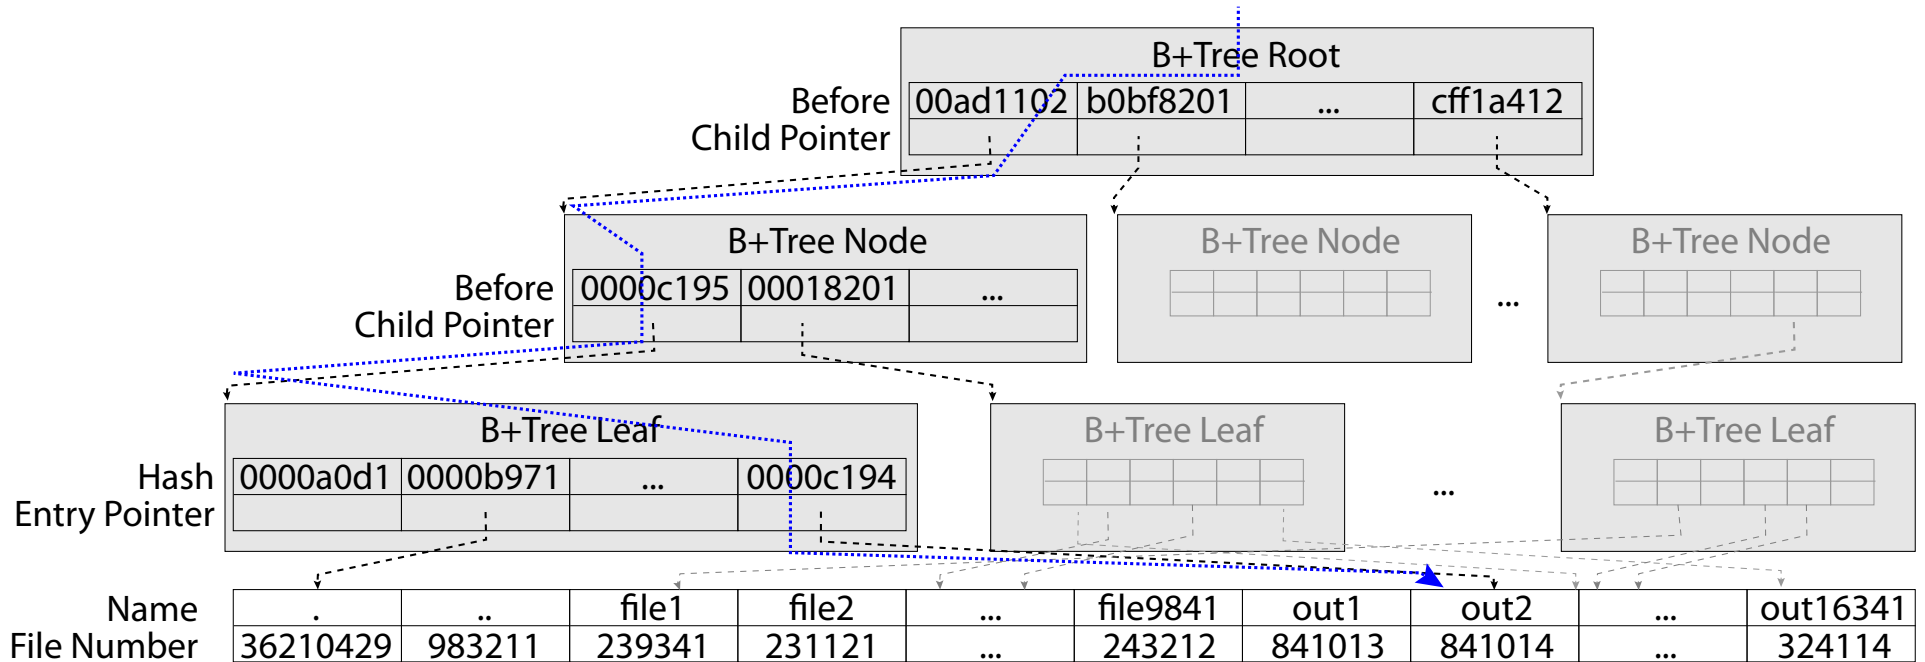 B+Tree Root
Before 00ad1102 b0bf8201 ... cff1a412
Child Pointer
B+Tree Node B+Tree Node B+Tree Node
Before 0000c195 00018201 ... ...
Child Pointer
B+Tree Leaf B+Tree Leaf B+Tree Leaf
Hash 0000a0d1 0000b971 ... 0000c194 ...
Entry Pointer
Name . .. file1 file2 ... file9841 out1 out2 ... out16341
File Number 36210429 983211 239341 231121 ... 243212 841013 841014 ... 324114